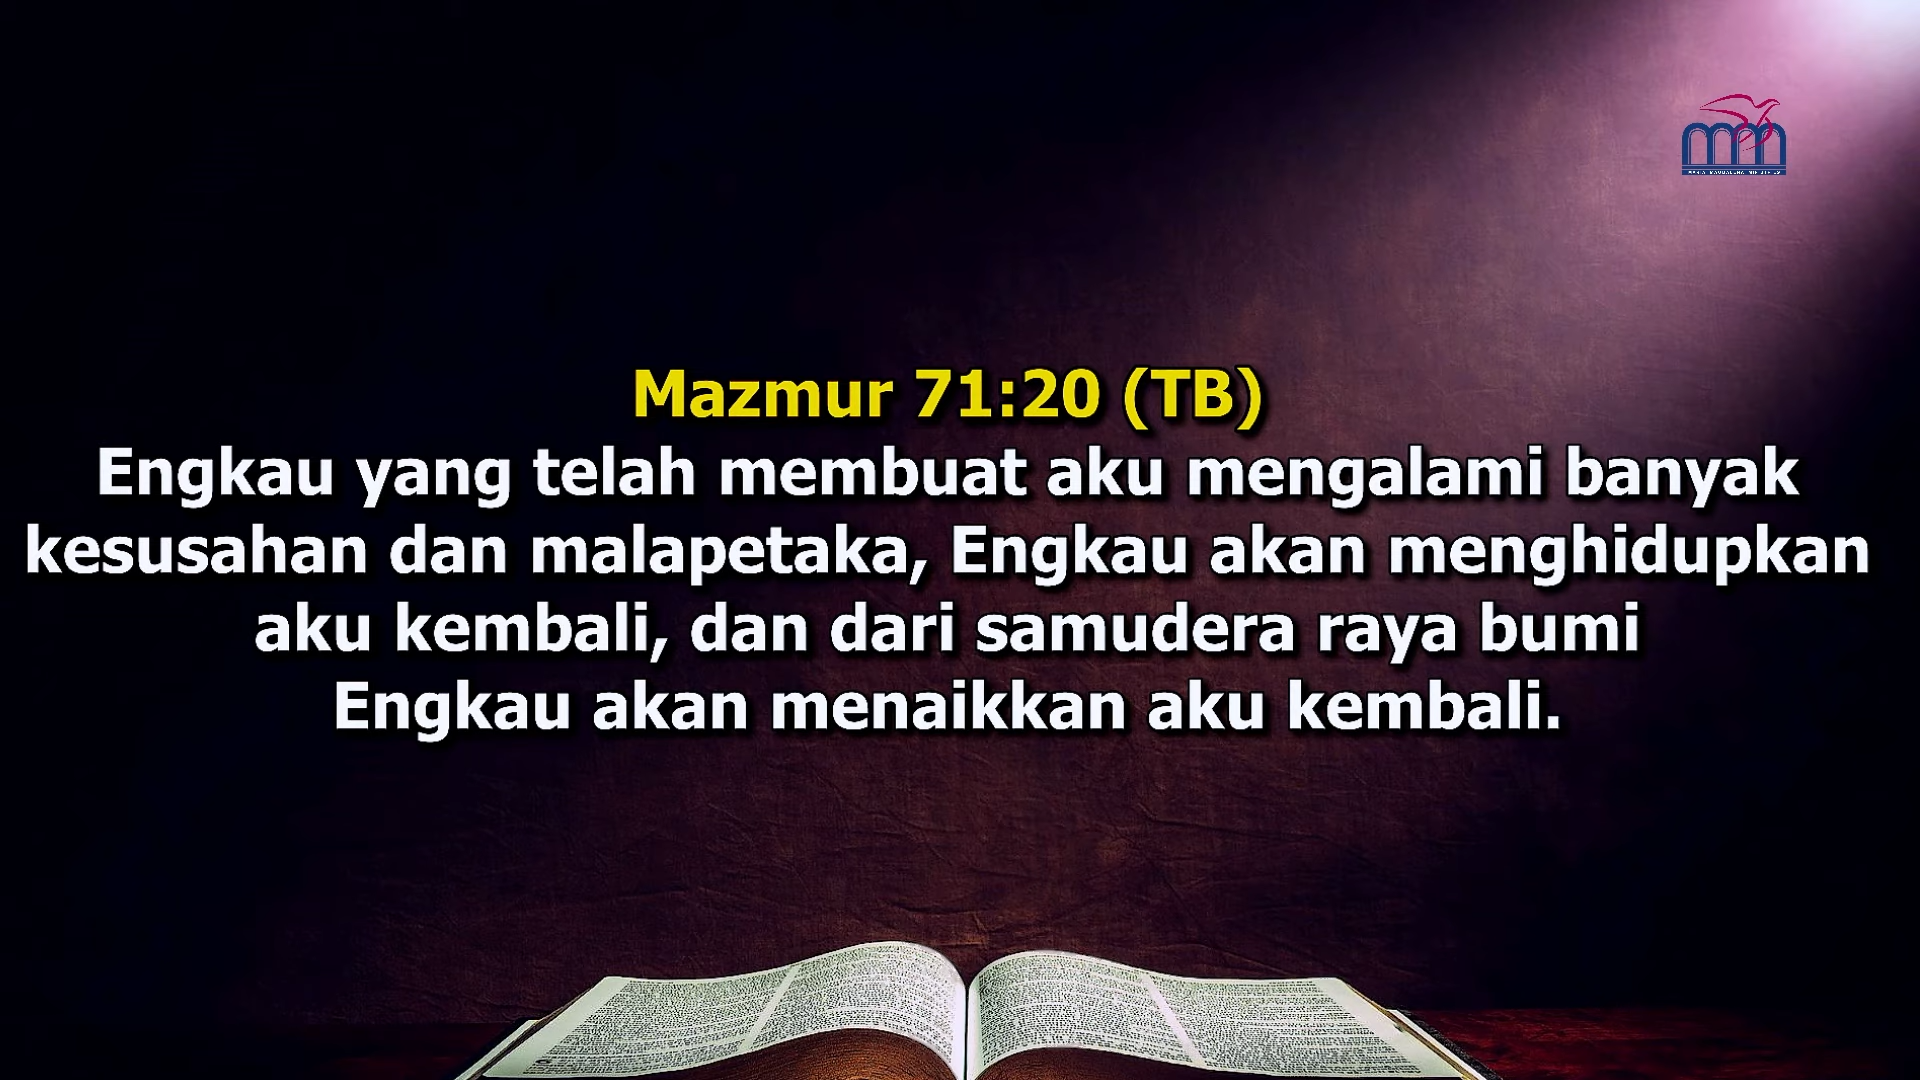 Mazmur 71:20 (TB)
Engkau yang telah membuat aku mengalami banyak
kesusahan dan malapetaka, Engkau akan menghidupkan
aku kembali, dan dari samudera raya bumi
Engkau akan menaikkan aku kembali.